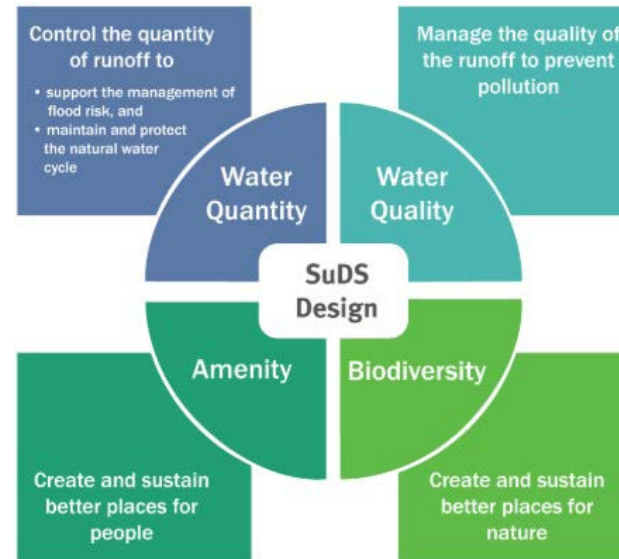 Control the quantity
of runoff to
• support the management of
flood risk, and
• maintain and protect
the natural water
cycle
Manage the quality of
the runoff to prevent
pollution
Water
Quantity
Water
Quality
SuDS
Design
Amenity
Biodiversity
Create and sustain
better places for
people
Create and sustain
better places for
nature